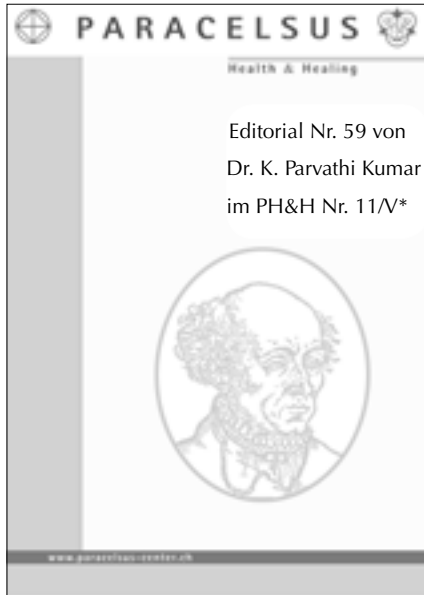 PARACELSUS
Health & Healing
Editorial Nr. 59 von
Dr. K. Parvathi Kumar
im PH&H Nr. 11/V*
www.paracelsus-center.ch